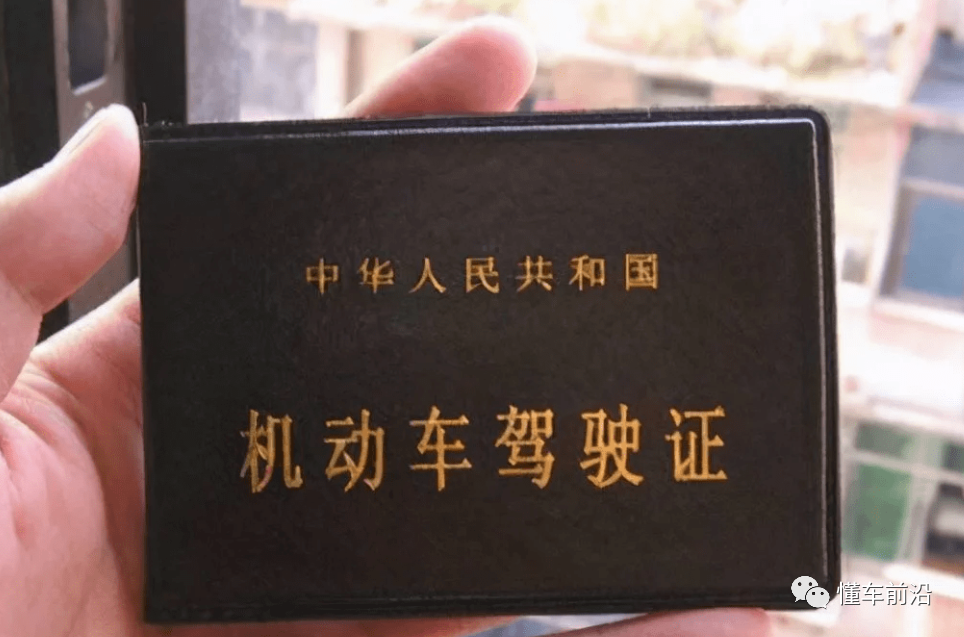 中华人民共和国
机动车驾驶证
懂车前沿